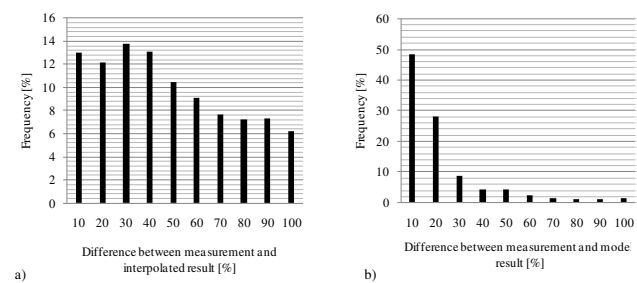 16
14
12
10
8
6
4
2
0
Frequency [%]
10 20 30 40 50 60 70 80 90 100
Difference between measurement and
interpolated result [%]
a)
60
50
40
30
20
10
0
Frequency [%]
10 20 30 40 50 60 70 80 90 100
Difference between measurement and mode
result [%]
b)